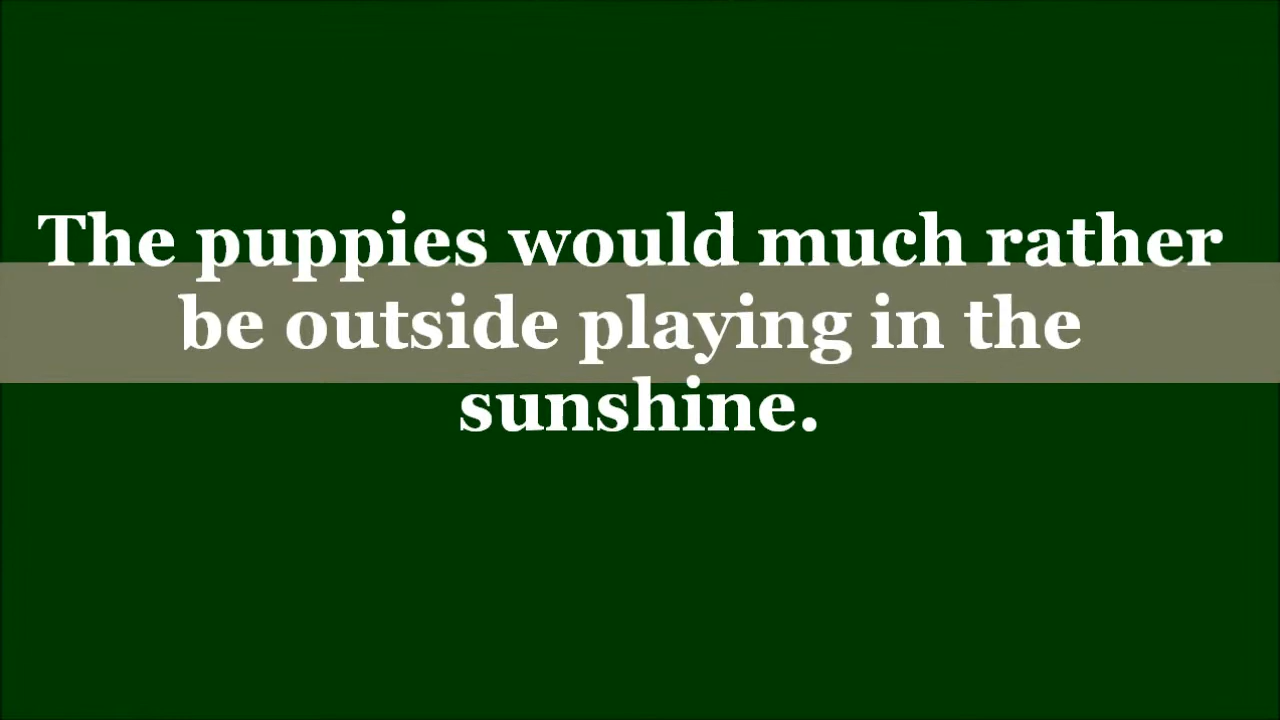 The puppies would much rather
be outside playing in the
sunshine.